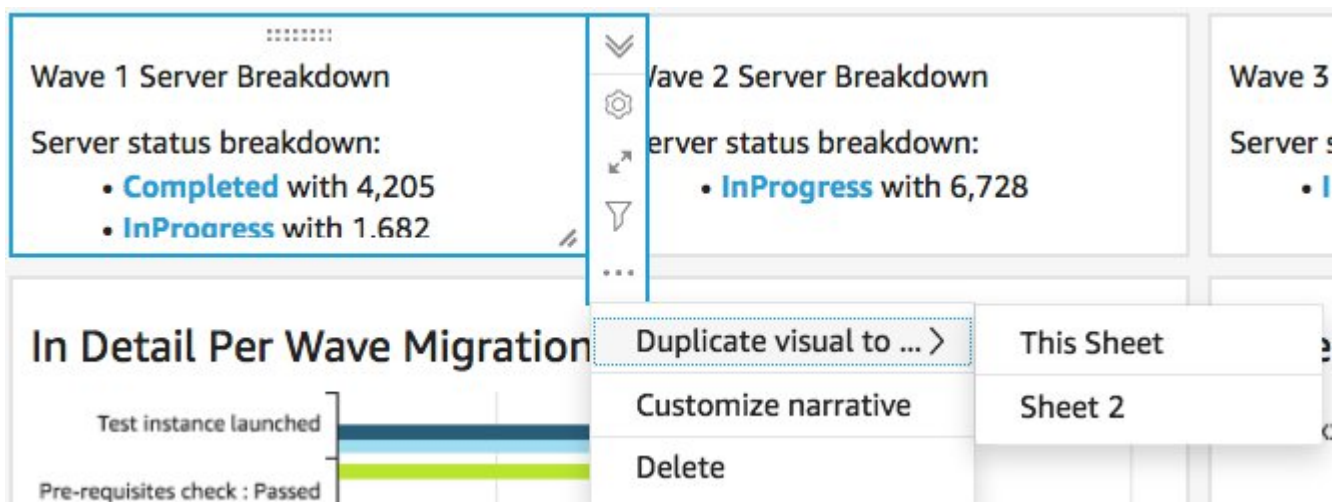 Wave 1 Server Breakdown
Server status breakdown:
• Completed with 4,205
• InProgress with 1,682
Wave 2 Server Breakdown
Server status breakdown:
• InProgress with 6,728
Wave 3
Server
In Detail Per Wave Migration
Test instance launched
Pre-requisites check : Passed
Duplicate visual to ... >
Customize narrative
Delete
This Sheet
Sheet 2